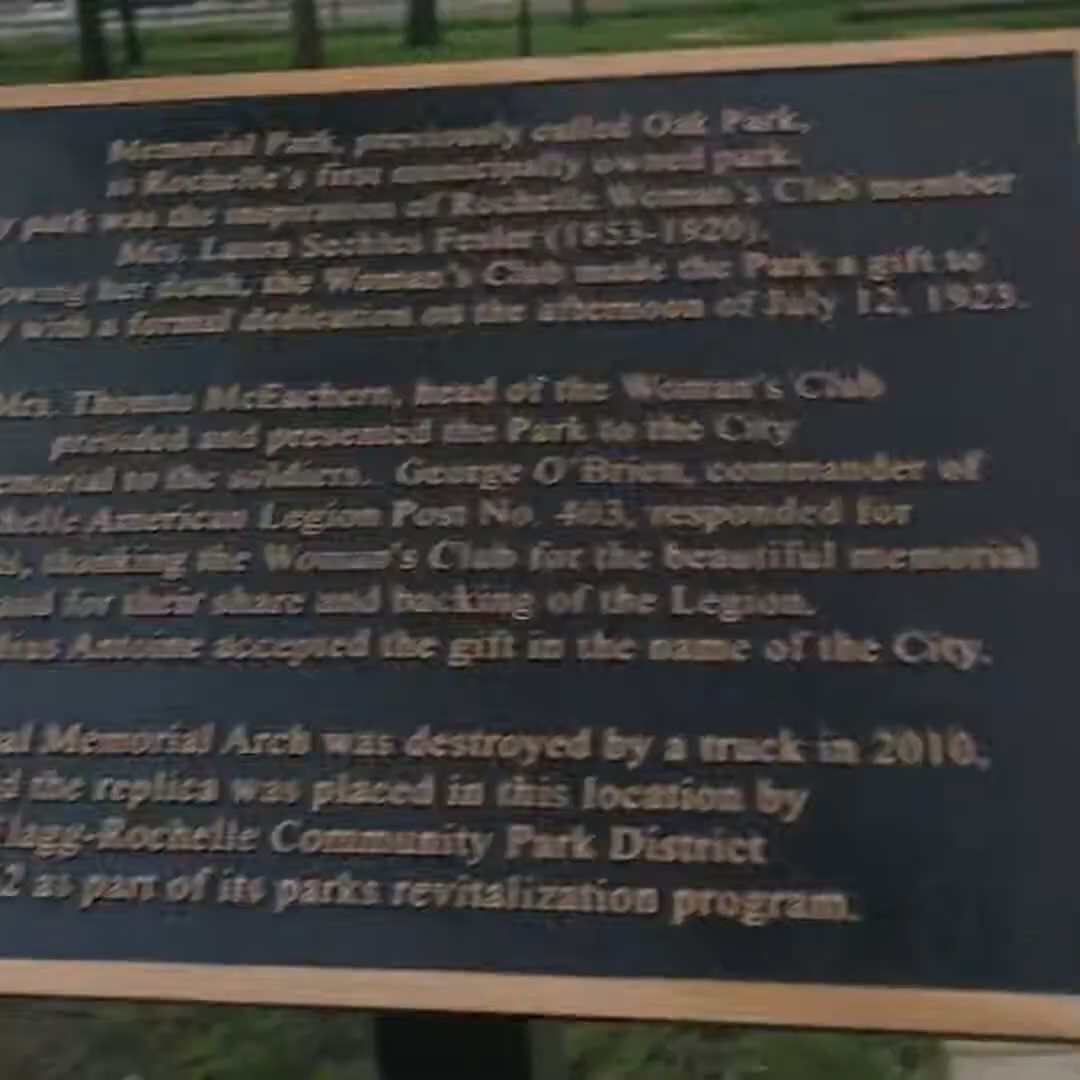 Memorial Park, previously called Oak Park,
is Rochelle's first municipally owned park.
park was the inspiration of Rochelle Woman's Club member
Mrs. Laura Fessler (1853-1920).
her death, the Woman's Club made the Park a gift to
with a formal dedication on the afternoon of July 12, 1923.
Mrs. Thomas McEachern, head of the Woman's Club
presided and presented the Park to the City
to the soldiers. George O'Brien, commander of
American Legion Post No. 403, responded for
thanking the Woman's Club for the beautiful memorial
and for their share and backing of the Legion.
Antoine accepted the gift in the name of the City.
Memorial Arch was destroyed by a truck in 2010,
the replica was placed in this location by
lagg-Rochelle Community Park District
2 as part of its parks revitalization program.